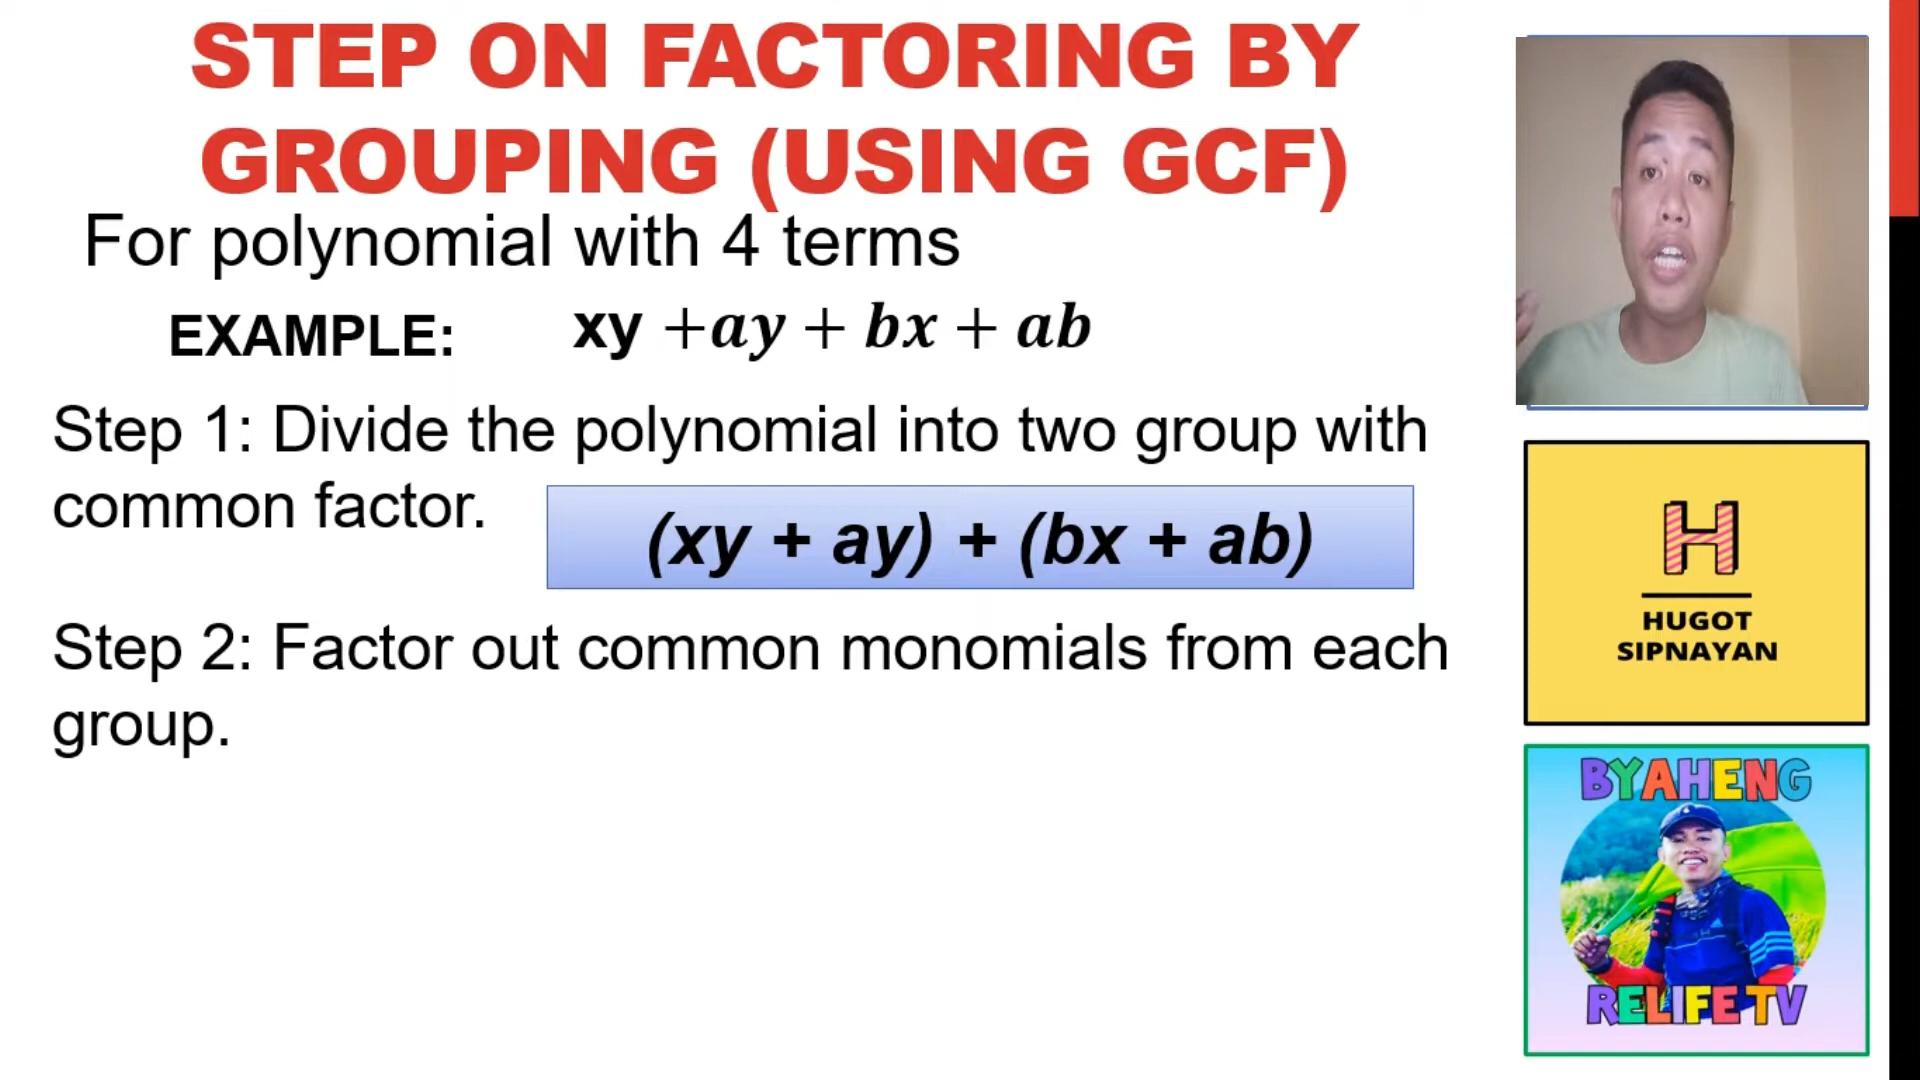 STEP ON FACTORING BY
GROUPING (USING GCF)
For polynomial with 4 terms
EXAMPLE: xy +ay + bx + ab
Step 1: Divide the polynomial into two group with
common factor.
(xy + ay) + (bx + ab)
Step 2: Factor out common monomials from each
group.
H
HUGOT
SIPNAYAN
BYAHENG
RELIFE TV